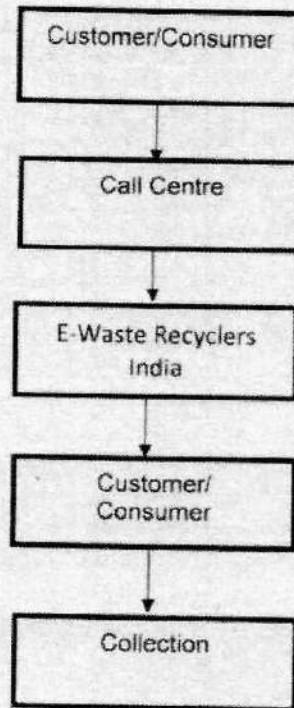 Customer/Consumer
Call Centre
E-Waste Recyclers
India
Customer/
Consumer
Collection